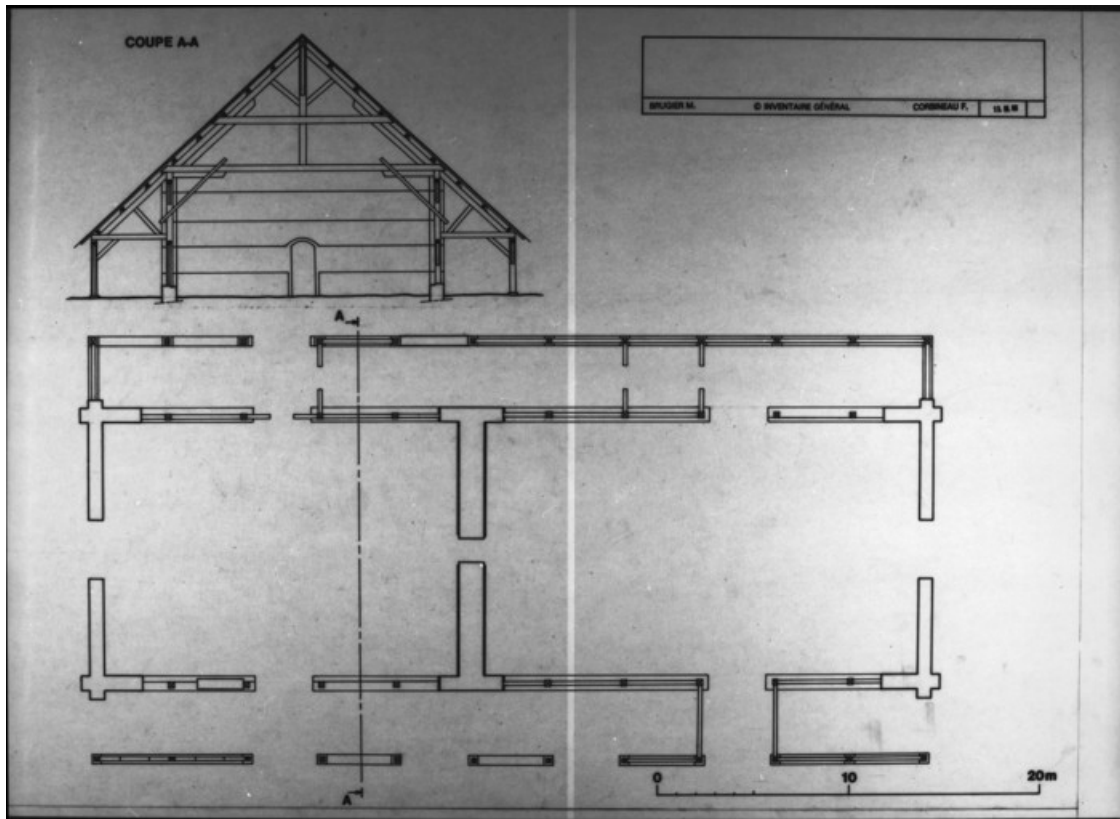 COUPE A-A
BRUGIER M. © INVENTAIRE GÉNÉRAL CORBINEAU F.
A
A
0 10 20m